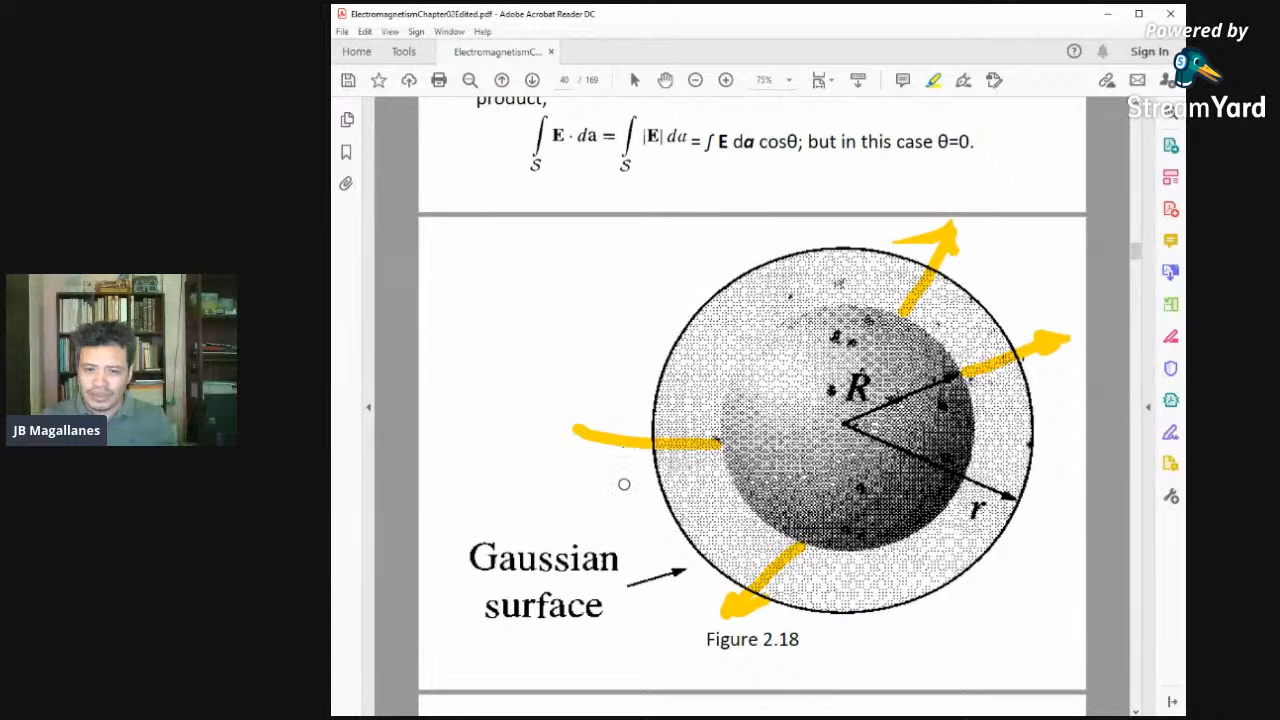 ElectromagnetismChapter02Edited.pdf - Adobe Acrobat Reader DC
File Edit View Sign Window Help
Home Tools ElectromagnetismC... × Sign In
40 / 169 75%
Powered by
StreamYard
product,
∫ E · da = ∫ |E| da = ∫ E da cosθ; but in this case θ=0.
S S
R
r
Gaussian
surface
Figure 2.18
JB Magallanes